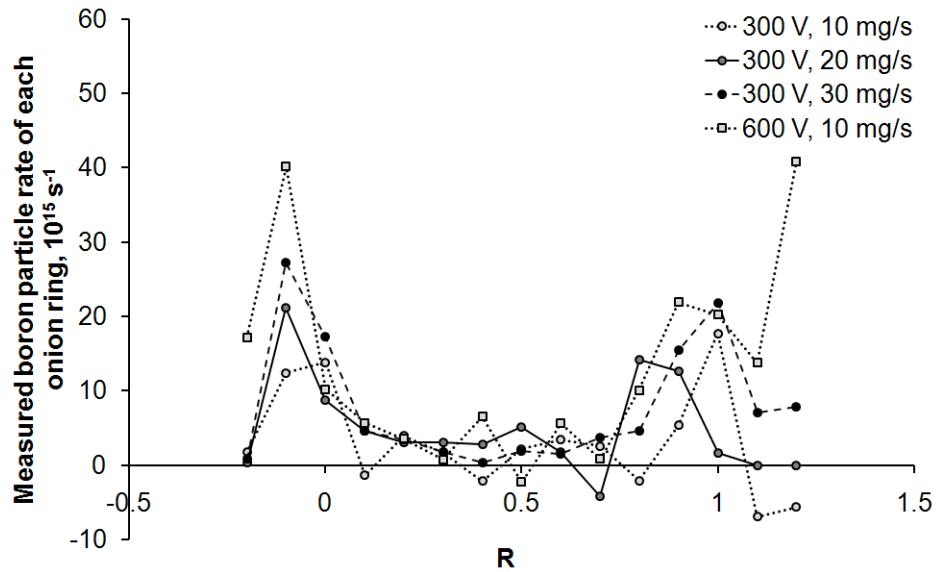 60
50
40
30
20
10
0
-10
-0.5
0
0.5
1
1.5
R
Measured boron particle rate of each
onion ring, 10¹⁵ s⁻¹
300 V, 10 mg/s
300 V, 20 mg/s
300 V, 30 mg/s
600 V, 10 mg/s